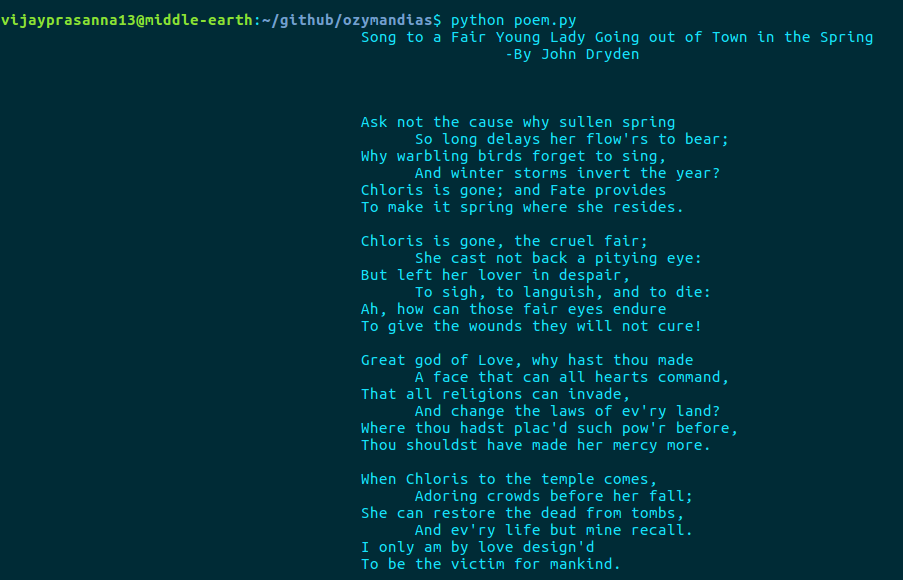 vijayprasanna13@middle-earth:~/github/ozymandias$ python poem.py
Song to a Fair Young Lady Going out of Town in the Spring
-By John Dryden
Ask not the cause why sullen spring
So long delays her flow'rs to bear;
Why warbling birds forget to sing,
And winter storms invert the year?
Chloris is gone; and Fate provides
To make it spring where she resides.
Chloris is gone, the cruel fair;
She cast not back a pitying eye:
But left her lover in despair,
To sigh, to languish, and to die:
Ah, how can those fair eyes endure
To give the wounds they will not cure!
Great god of Love, why hast thou made
A face that can all hearts command,
That all religions can invade,
And change the laws of ev'ry land?
Where thou hadst plac'd such pow'r before,
Thou shouldst have made her mercy more.
When Chloris to the temple comes,
Adoring crowds before her fall;
She can restore the dead from tombs,
And ev'ry life but mine recall.
I only am by love design'd
To be the victim for mankind.